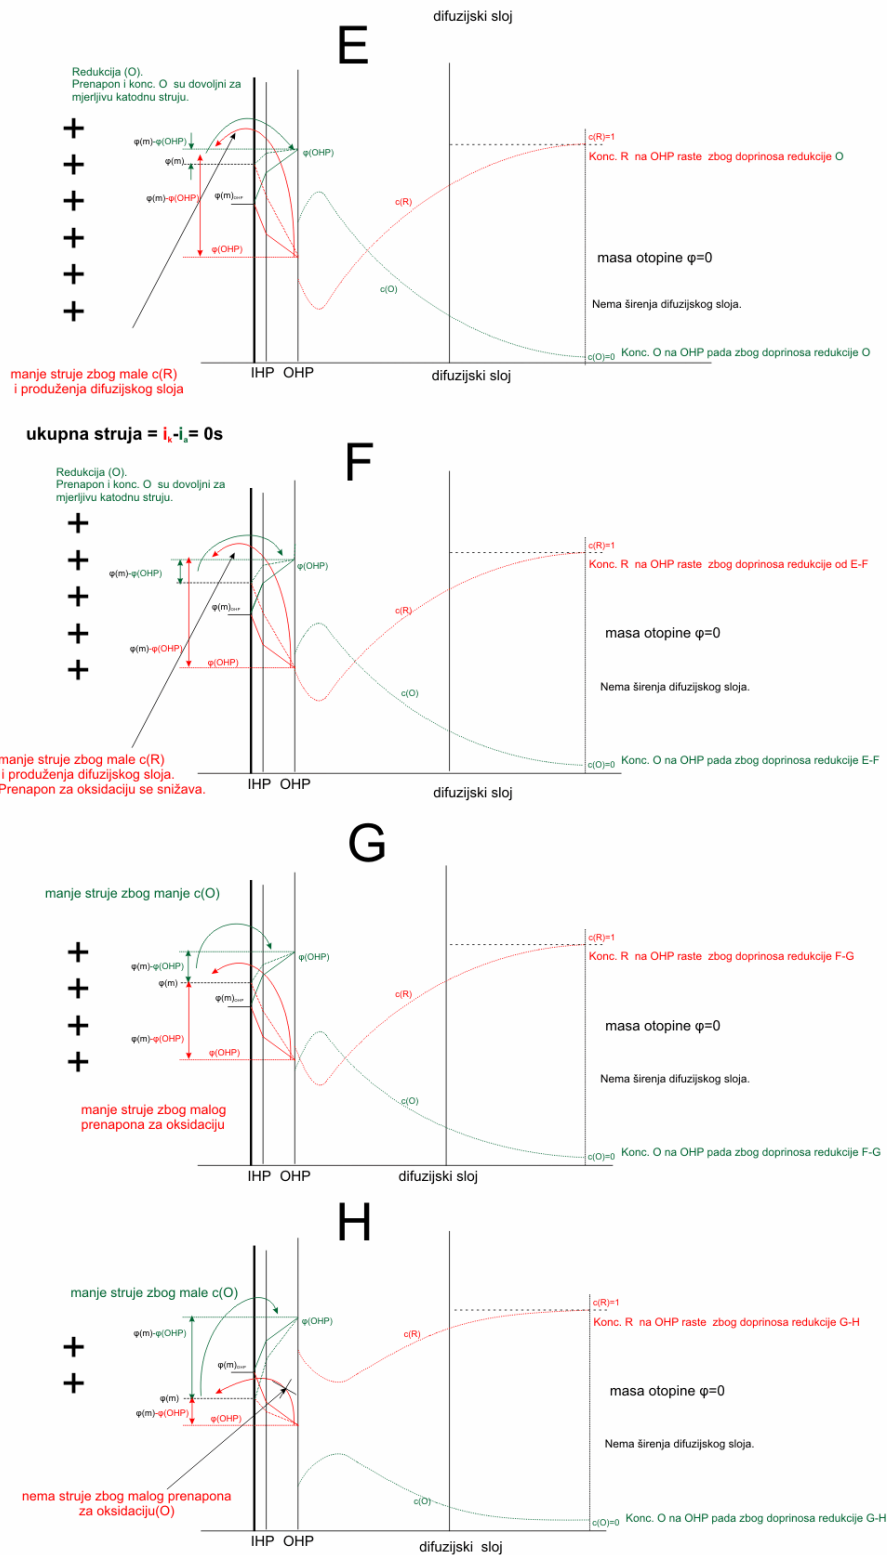 difuzijski sloj
E
Redukcija (O).
Prenapon i konc. O su dovoljni za
mjerljivu katodnu struju.
+
+
+
+
+
+
φ(m)-φ(OHP)
φ(m)
φ(m)-φ(OHP)
φ(m)OHP
φ(OHP)
φ(OHP)
c(R)
c(O)
c(R)=1
Konc. R na OHP raste zbog doprinosa redukcije O
masa otopine φ=0
Nema širenja difuzijskog sloja.
c(O)=0 Konc. O na OHP pada zbog doprinosa redukcije O
manje struje zbog male c(R)
i produženja difuzijskog sloja
IHP OHP
difuzijski sloj
ukupna struja = ik-ia= 0s
F
Redukcija (O).
Prenapon i konc. O su dovoljni za
mjerljivu katodnu struju.
+
+
+
+
+
φ(m)-φ(OHP)
φ(m)OHP
φ(m)-φ(OHP)
φ(OHP)
φ(OHP)
c(R)
c(O)
c(R)=1
Konc. R na OHP raste zbog doprinosa redukcije od E-F
masa otopine φ=0
Nema širenja difuzijskog sloja.
c(O)=0 Konc. O na OHP pada zbog doprinosa redukcije E-F
manje struje zbog male c(R)
i produženja difuzijskog sloja.
Prenapon za oksidaciju se snižava.
IHP OHP
difuzijski sloj
G
manje struje zbog manje c(O)
+
+
+
+
φ(m)-φ(OHP)
φ(m)
φ(m)OHP
φ(m)-φ(OHP)
φ(OHP)
φ(OHP)
c(R)
c(O)
c(R)=1
Konc. R na OHP raste zbog doprinosa redukcije F-G
masa otopine φ=0
Nema širenja difuzijskog sloja.
c(O)=0 Konc. O na OHP pada zbog doprinosa redukcije F-G
manje struje zbog malog
prenapona za oksidaciju
IHP OHP
difuzijski sloj
H
manje struje zbog male c(O)
+
+
φ(m)-φ(OHP)
φ(m)OHP
φ(m)
φ(m)-φ(OHP)
φ(OHP)
φ(OHP)
c(R)
c(O)
c(R)=1
Konc. R na OHP raste zbog doprinosa redukcije G-H
masa otopine φ=0
Nema širenja difuzijskog sloja.
c(O)=0 Konc. O na OHP pada zbog doprinosa redukcije G-H
nema struje zbog malog prenapona
za oksidaciju(O)
IHP OHP
difuzijski sloj